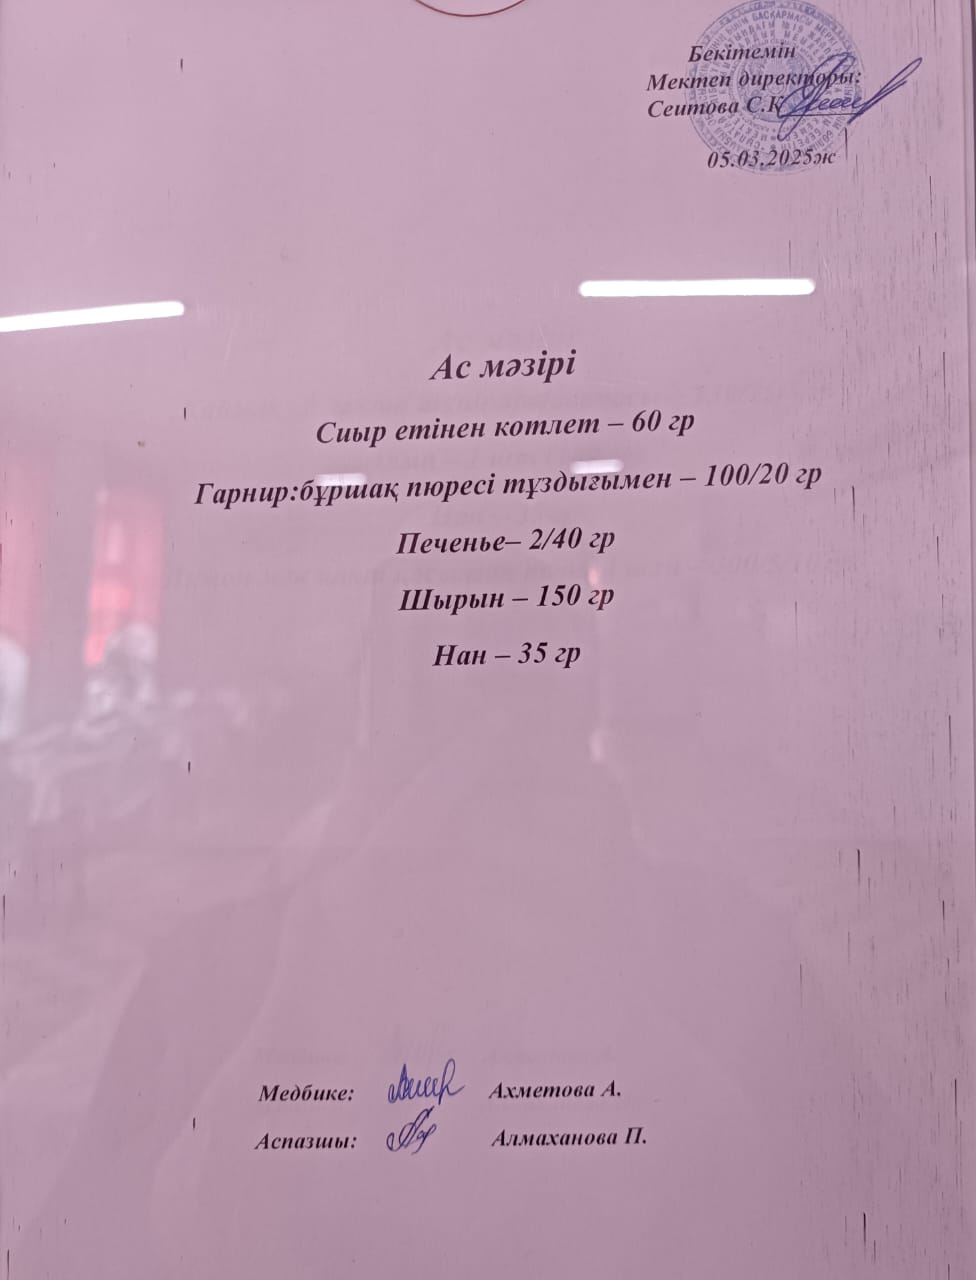 Бекітемін
Мектеп директоры:
Сеитова С.Қ
05.03.2025ж
Ас мәзірі
Сиыр етінен котлет – 60 гр
Гарнир:бұршақ пюресі тұздығымен – 100/20 гр
Печенье– 2/40 гр
Шырын – 150 гр
Нан – 35 гр
Медбике: Ахметова А.
Аспазшы: Алмаханова П.